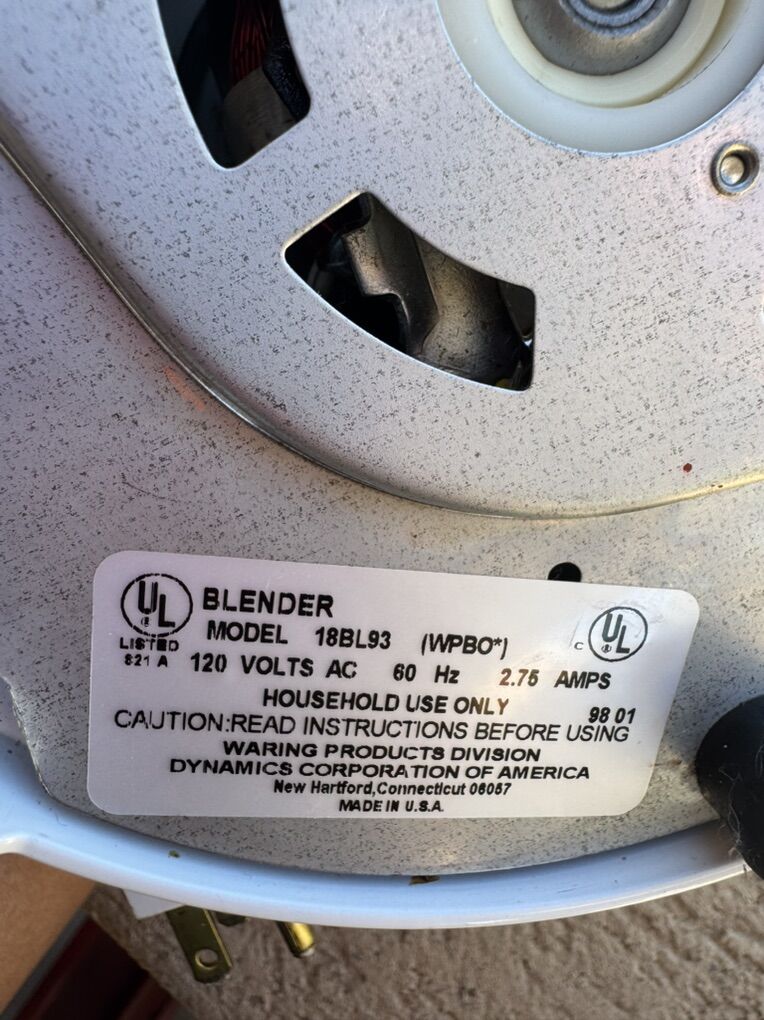 UL ® BLENDER
LISTED MODEL 18BL93 (WPBO*) C UL
821 A 120 VOLTS AC 60 Hz 2.75 AMPS
HOUSEHOLD USE ONLY 98 01
CAUTION:READ INSTRUCTIONS BEFORE USING
WARING PRODUCTS DIVISION
DYNAMICS CORPORATION OF AMERICA
New Hartford,Connecticut 06057
MADE IN U.S.A.